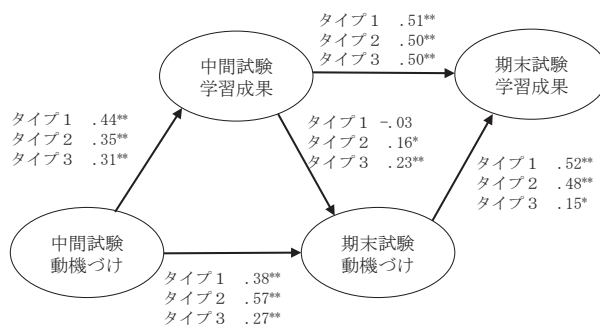 タイプ1 .51**
タイプ2 .50**
タイプ3 .50**
中間試験
学習成果
期末試験
学習成果
タイプ1 .44**
タイプ2 .35**
タイプ3 .31**
タイプ1 -.03
タイプ2 .16*
タイプ3 .23**
タイプ1 .52**
タイプ2 .48**
タイプ3 .15*
中間試験
動機づけ
期末試験
動機づけ
タイプ1 .38**
タイプ2 .57**
タイプ3 .27**